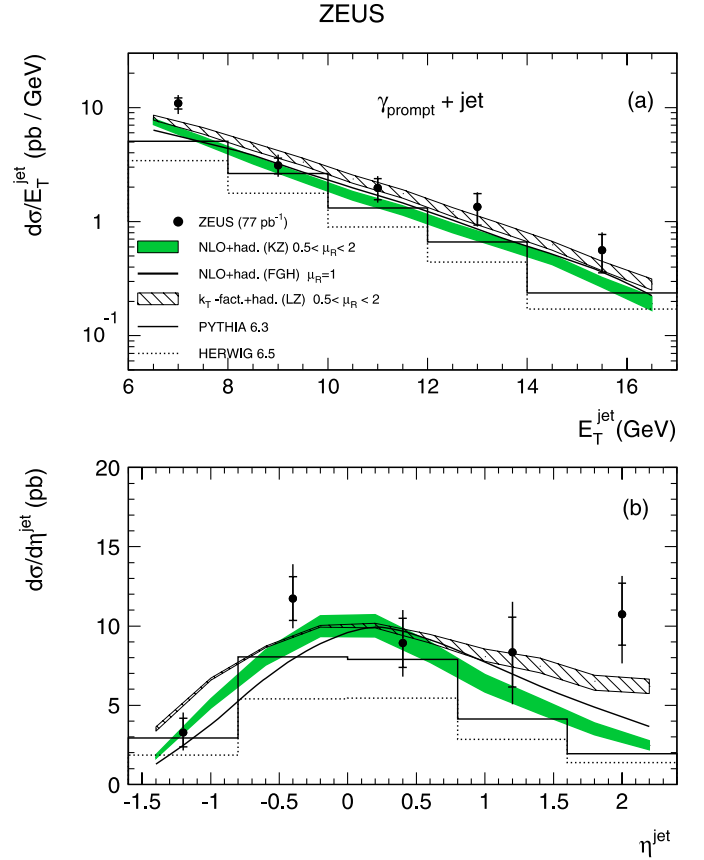 ZEUS
dσ/E_T^jet (pb / GeV)
10
1
10^-1
γ_prompt + jet
(a)
ZEUS (77 pb^-1)
NLO+had. (KZ) 0.5< μ_R < 2
NLO+had. (FGH) μ_R=1
k_T -fact.+had. (LZ) 0.5< μ_R < 2
PYTHIA 6.3
HERWIG 6.5
6 8 10 12 14 16
E_T^jet (GeV)
dσ/dη^jet (pb)
(b)
20
15
10
5
0
-1.5 -1 -0.5 0 0.5 1 1.5 2
η^jet